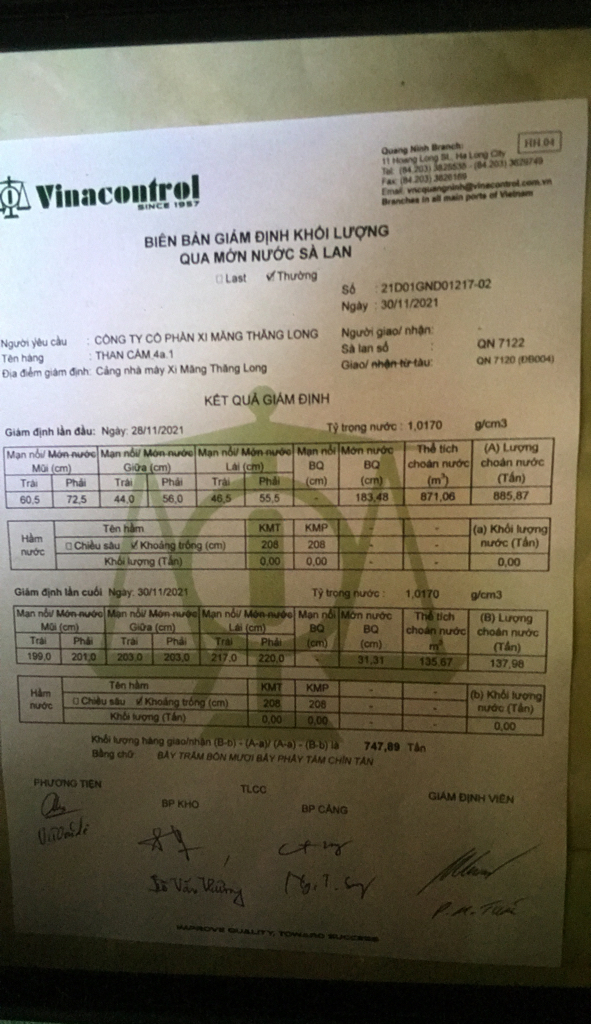 Vinacontrol
SINCE 1957
Quang Ninh Branch:
11 Hoang Long St., Ha Long City
Tel: (84.203) 3825535 - (84.203) 3829749
Fax: (84.203) 3826169
Email: vncquangninh@vinacontrol.com.vn
Branches in all main ports of Vietnam
HH.04
BIÊN BẢN GIÁM ĐỊNH KHỐI LƯỢNG
QUA MỚN NƯỚC SÀ LAN
Last Thường
Số : 21D01GND01217-02
Ngày : 30/11/2021
Người yêu cầu : CÔNG TY CỔ PHẦN XI MĂNG THĂNG LONG
Tên hàng : THAN CÁM 4a.1
Địa điểm giám định: Cảng nhà máy Xi Măng Thăng Long
Người giao/ nhận:
Sà lan số : QN 7122
Giao/ nhận từ tàu: QN 7120 (ĐB004)
KẾT QUẢ GIÁM ĐỊNH
Giám định lần đầu: Ngày: 28/11/2021 Tỷ trọng nước : 1,0170 g/cm3
Mạn nổi/ Món nước Mạn nổi/ Món nước Mạn nổi/ Món nước Mạn nổi Món nước Thể tích (A) Lượng
Mũi (cm) Giữa (cm) Lái (cm) BQ BQ choán nước choán nước
Trái Phải Trái Phải Trái Phải (cm) (cm) (m³) (Tấn)
60,5 72,5 44,0 56,0 46,5 55,5 - 183,48 871,06 885,87
Hầm nước Tên hầm KMT KMP - - (a) Khối lượng nước (Tấn)
Chiều sâu Khoảng trống (cm) 208 208 - -
Khối lượng (Tấn) 0,00 0,00 - - 0,00
Giám định lần cuối Ngày: 30/11/2021 Tỷ trọng nước : 1,0170 g/cm3
Mạn nổi/ Món nước Mạn nổi/ Món nước Mạn nổi/ Món nước Mạn nổi Món nước Thể tích (B) Lượng
Mũi (cm) Giữa (cm) Lái (cm) BQ BQ choán nước choán nước
Trái Phải Trái Phải Trái Phải (cm) (cm) m³ (Tấn)
199,0 201,0 203,0 203,0 217,0 220,0 - 31,31 135,67 137,98
Hầm nước Tên hầm KMT KMP - - (b) Khối lượng nước (Tấn)
Chiều sâu Khoảng trống (cm) 208 208 - -
Khối lượng (Tấn) 0,00 0,00 - - 0,00
Khối lượng hàng giao/nhận (B-b) - (A-a)/ (A-a) - (B-b) là 747,89 Tấn
Bằng chữ: BẢY TRĂM BỐN MƯƠI BẢY PHẨY TÁM CHÍN TẤN
PHƯƠNG TIỆN TLCC GIÁM ĐỊNH VIÊN
BP KHO BP CẢNG
IMPROVE QUALITY, TOWARD SUCCESS